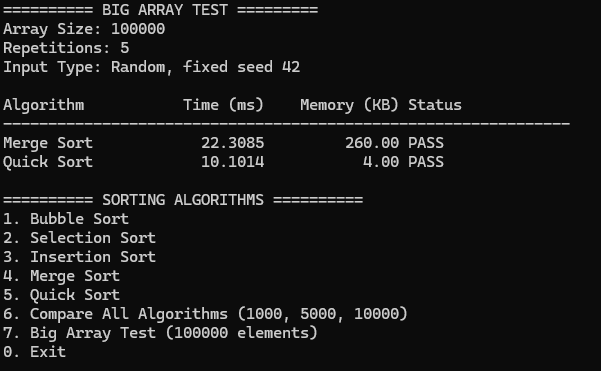 ========== BIG ARRAY TEST =========
Array Size: 100000
Repetitions: 5
Input Type: Random, fixed seed 42
Algorithm           Time (ms)    Memory (KB) Status
---------------------------------------------------------------
Merge Sort            22.3085         260.00 PASS
Quick Sort            10.1014           4.00 PASS
========== SORTING ALGORITHMS ==========
1. Bubble Sort
2. Selection Sort
3. Insertion Sort
4. Merge Sort
5. Quick Sort
6. Compare All Algorithms (1000, 5000, 10000)
7. Big Array Test (100000 elements)
0. Exit